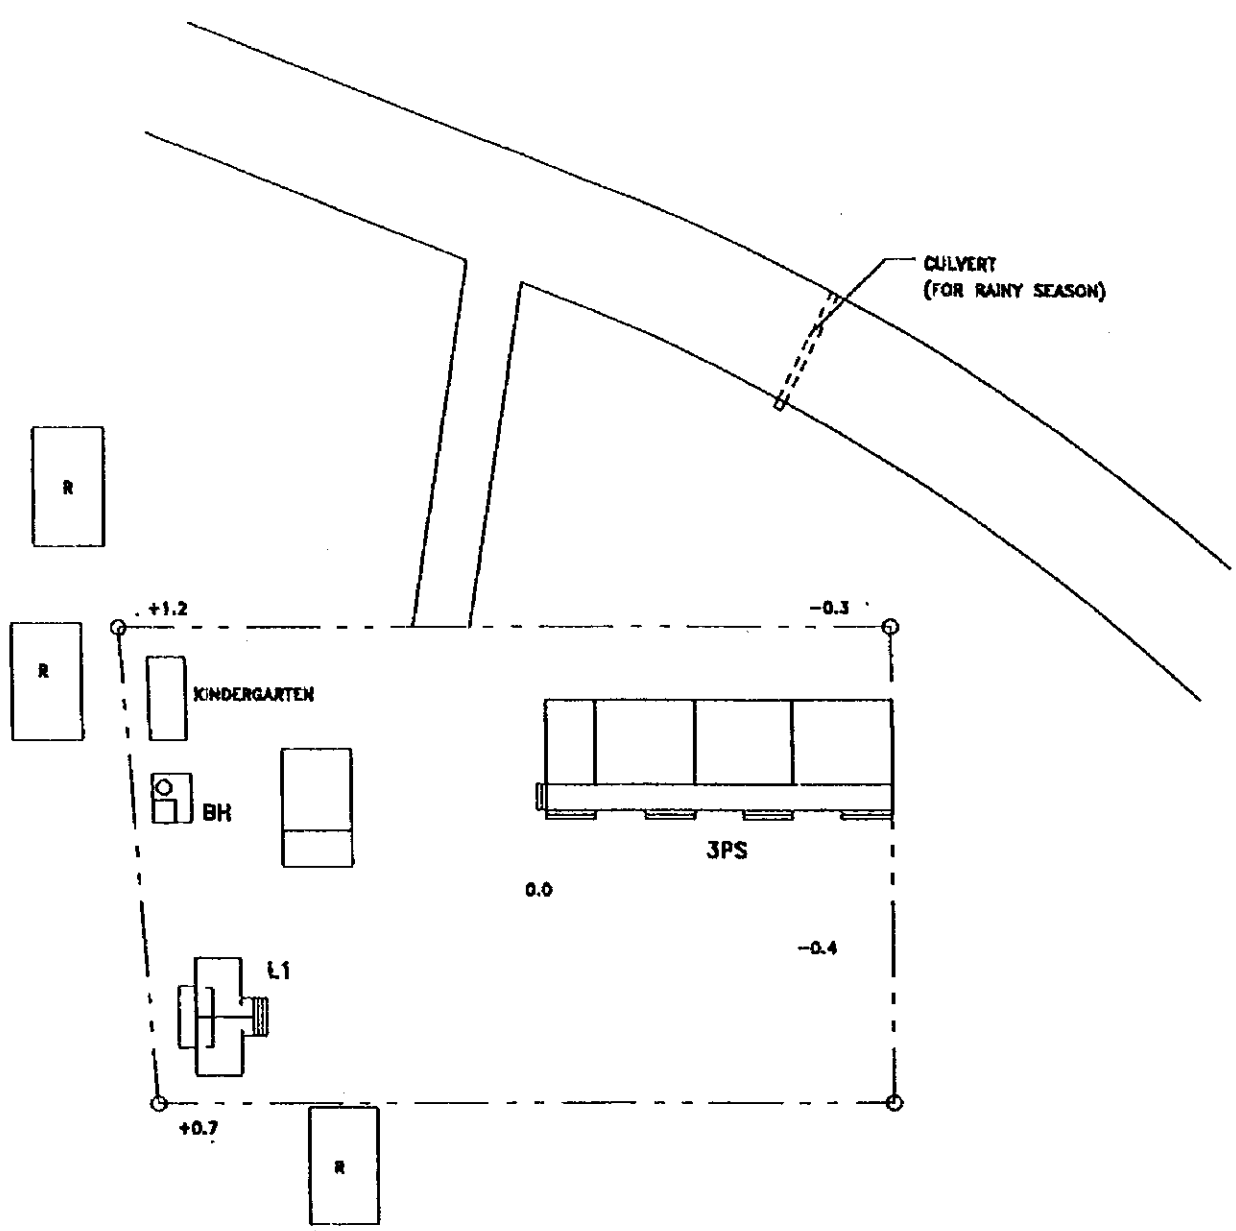 CULVERT
(FOR RAINY SEASON)
R
+1.2
-0.3
R
KINDERGARTEN
BH
3PS
0.0
-0.4
L1
+0.7
R